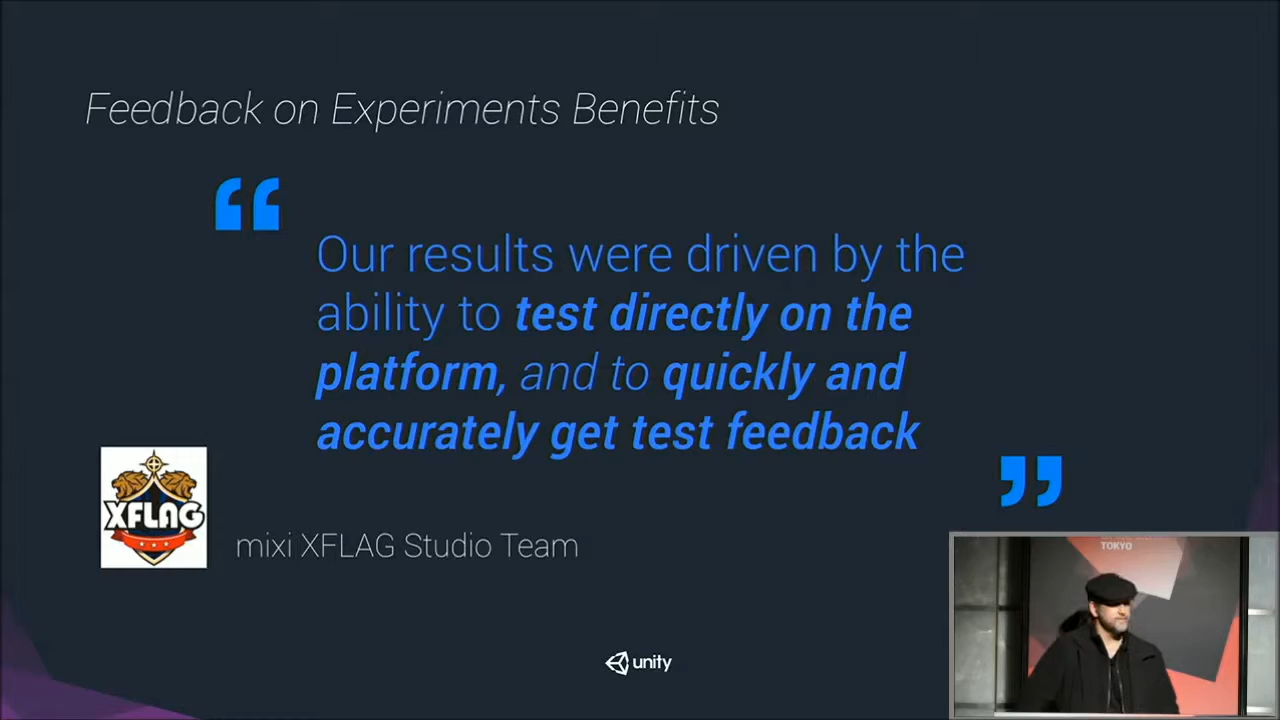 Feedback on Experiments Benefits
“
Our results were driven by the
ability to test directly on the
platform, and to quickly and
accurately get test feedback
”
XFLAG
mixi XFLAG Studio Team
TOKYO
unity